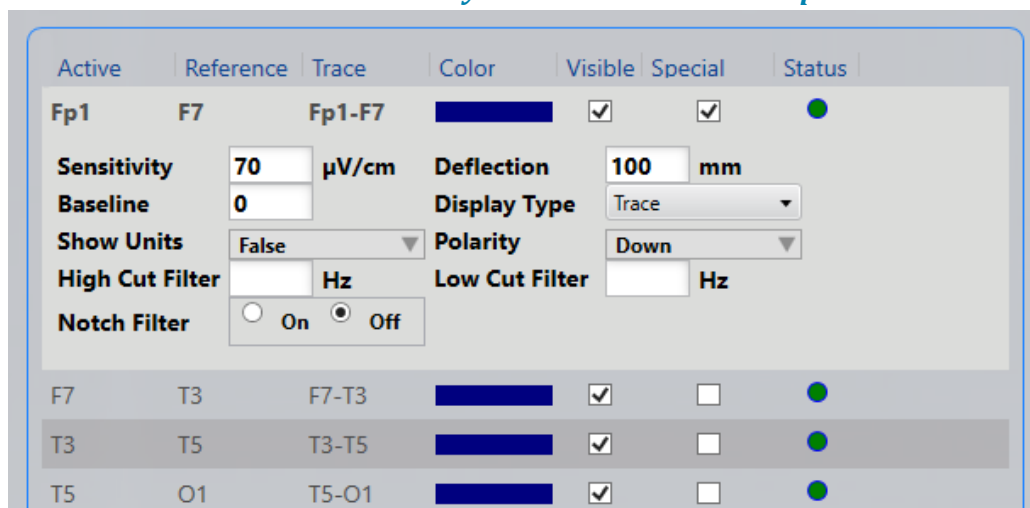 Active Reference Trace Color Visible Special Status
Fp1 F7 Fp1-F7
Sensitivity 70 µV/cm Deflection 100 mm
Baseline 0 Display Type Trace
Show Units False Polarity Down
High Cut Filter Hz Low Cut Filter Hz
Notch Filter On Off
F7 T3 F7-T3
T3 T5 T3-T5
T5 O1 T5-O1